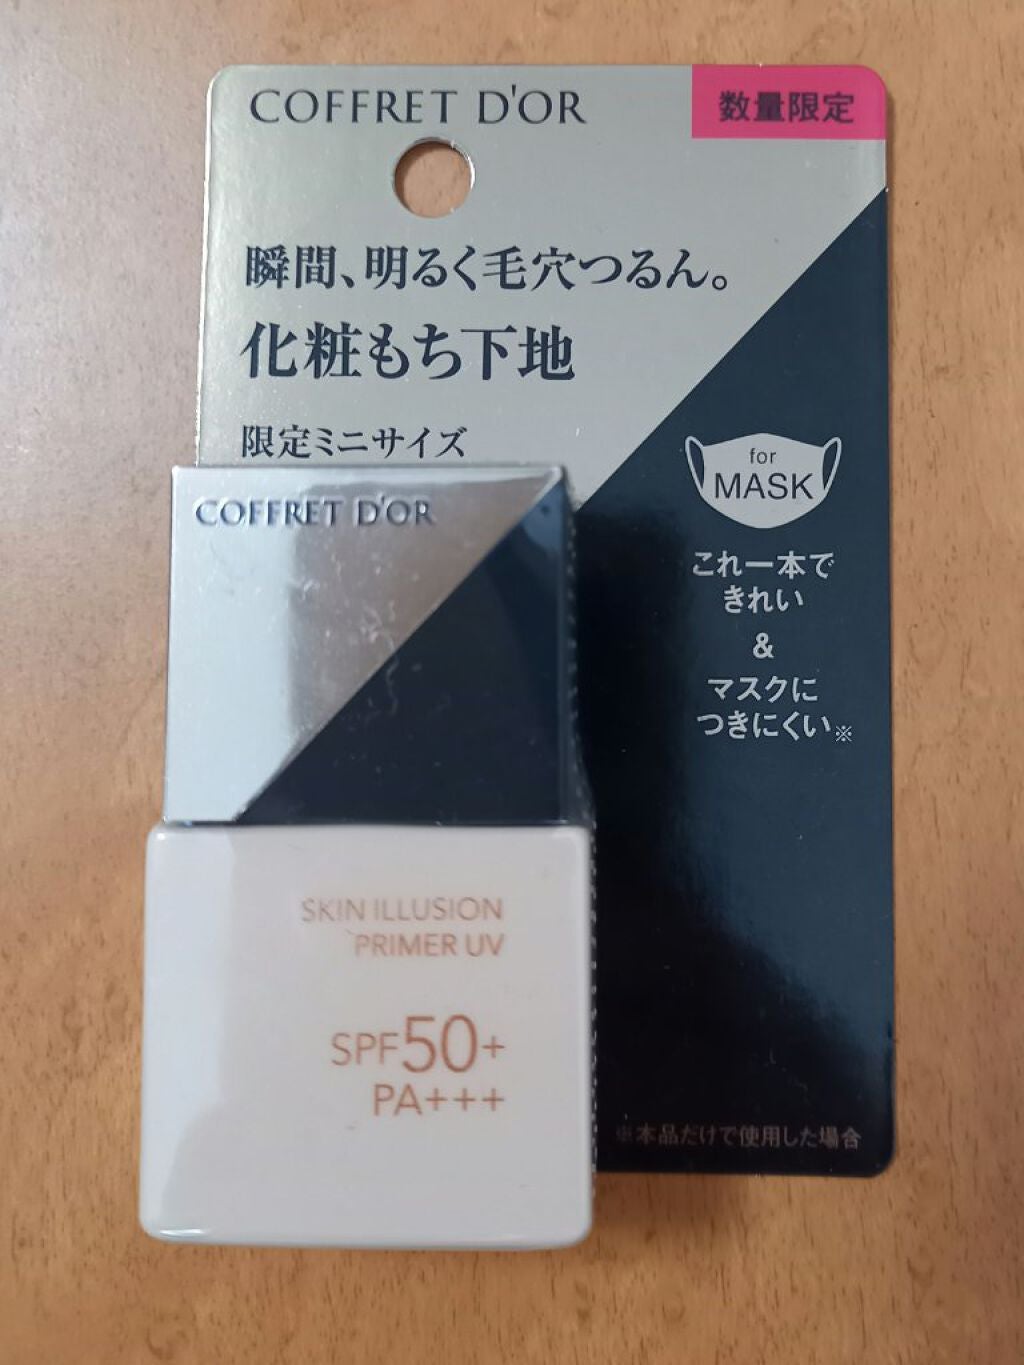 COFFRET D'OR
数量限定
瞬間、明るく毛穴つるん。
化粧もち下地
限定ミニサイズ
for
MASK
これ一本で
きれい
&
マスクに
つきにくい※
COFFRET D'OR
SKIN ILLUSION
PRIMER UV
SPF50+
PA+++
※本品だけで使用した場合